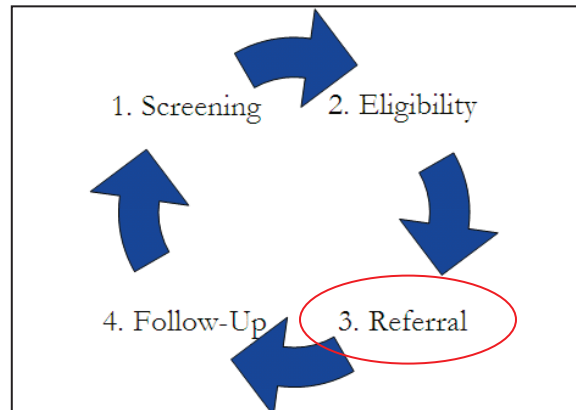 1. Screening
2. Eligibility
3. Referral
4. Follow-Up